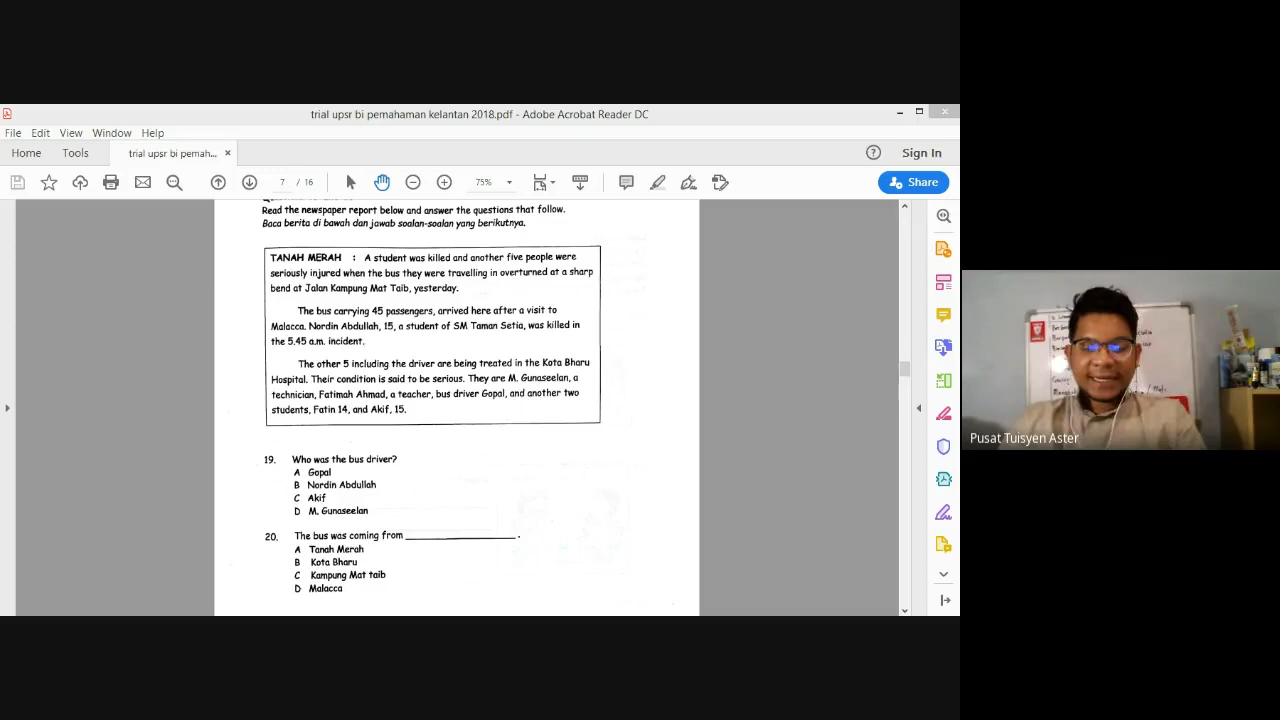 trial upsr bi pemahaman kelantan 2018.pdf - Adobe Acrobat Reader DC
File Edit View Window Help
Home Tools trial upsr bi pemah... × Sign In
7 / 16 75% Share
Read the newspaper report below and answer the questions that follow.
Baca berita di bawah dan jawab soalan-soalan yang berikutnya.
TANAH MERAH : A student was killed and another five people were
seriously injured when the bus they were travelling in overturned at a sharp
bend at Jalan Kampung Mat Taib, yesterday.
The bus carrying 45 passengers, arrived here after a visit to
Malacca. Nordin Abdullah, 15, a student of SM Taman Setia, was killed in
the 5.45 a.m. incident.
The other 5 including the driver are being treated in the Kota Bharu
Hospital. Their condition is said to be serious. They are M. Gunaseelan, a
technician, Fatimah Ahmad, a teacher, bus driver Gopal, and another two
students, Fatin 14, and Akif, 15.
19. Who was the bus driver?
A Gopal
B Nordin Abdullah
C Akif
D M. Gunaseelan
20. The bus was coming from ____________________ .
A Tanah Merah
B Kota Bharu
C Kampung Mat taib
D Malacca
Pusat Tuisyen Aster